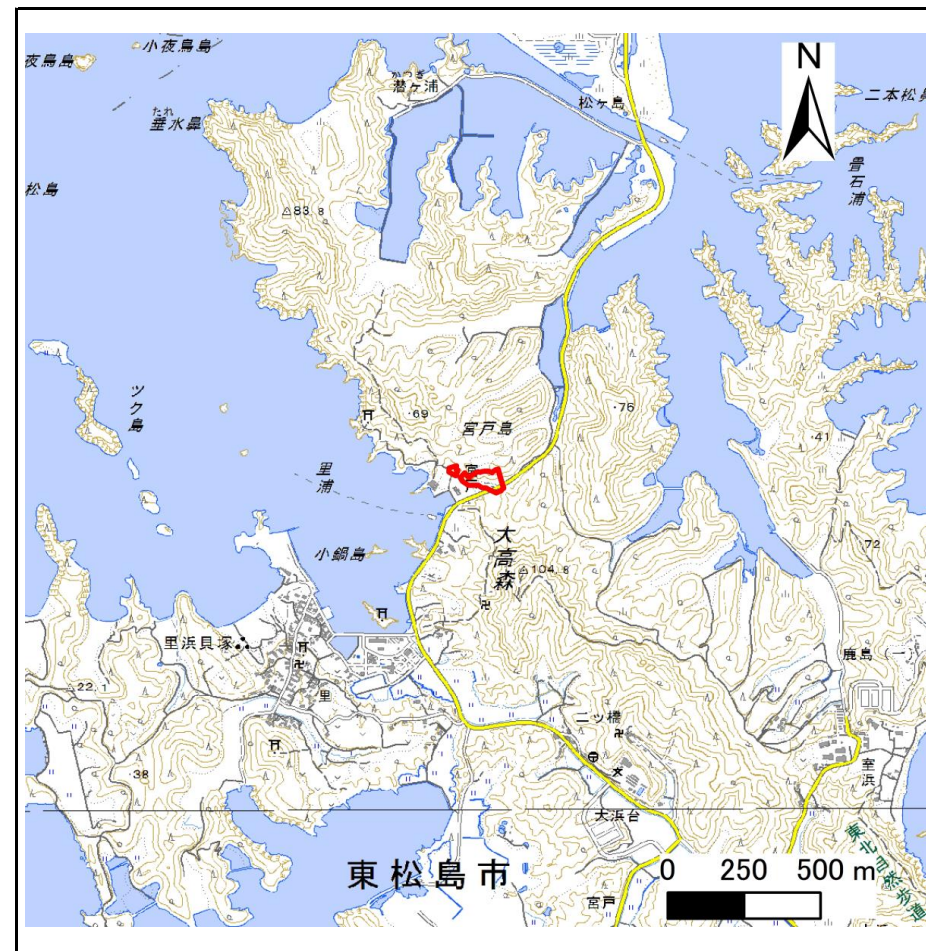 小夜鳥島
夜鳥島
かつぎ
潜ヶ浦
N
松ヶ島
二本松鼻
たれ
垂水鼻
畳石浦
松島
83.8
ツク島
69
76
宮戸島
41
里浦
大高森
小鍋島
104.8
72
里浜貝塚
鹿島（一）
22.1
里
二ッ橋
38
室浜
大浜台
東北自然歩道
東松島市
0 250 500 m
宮戸